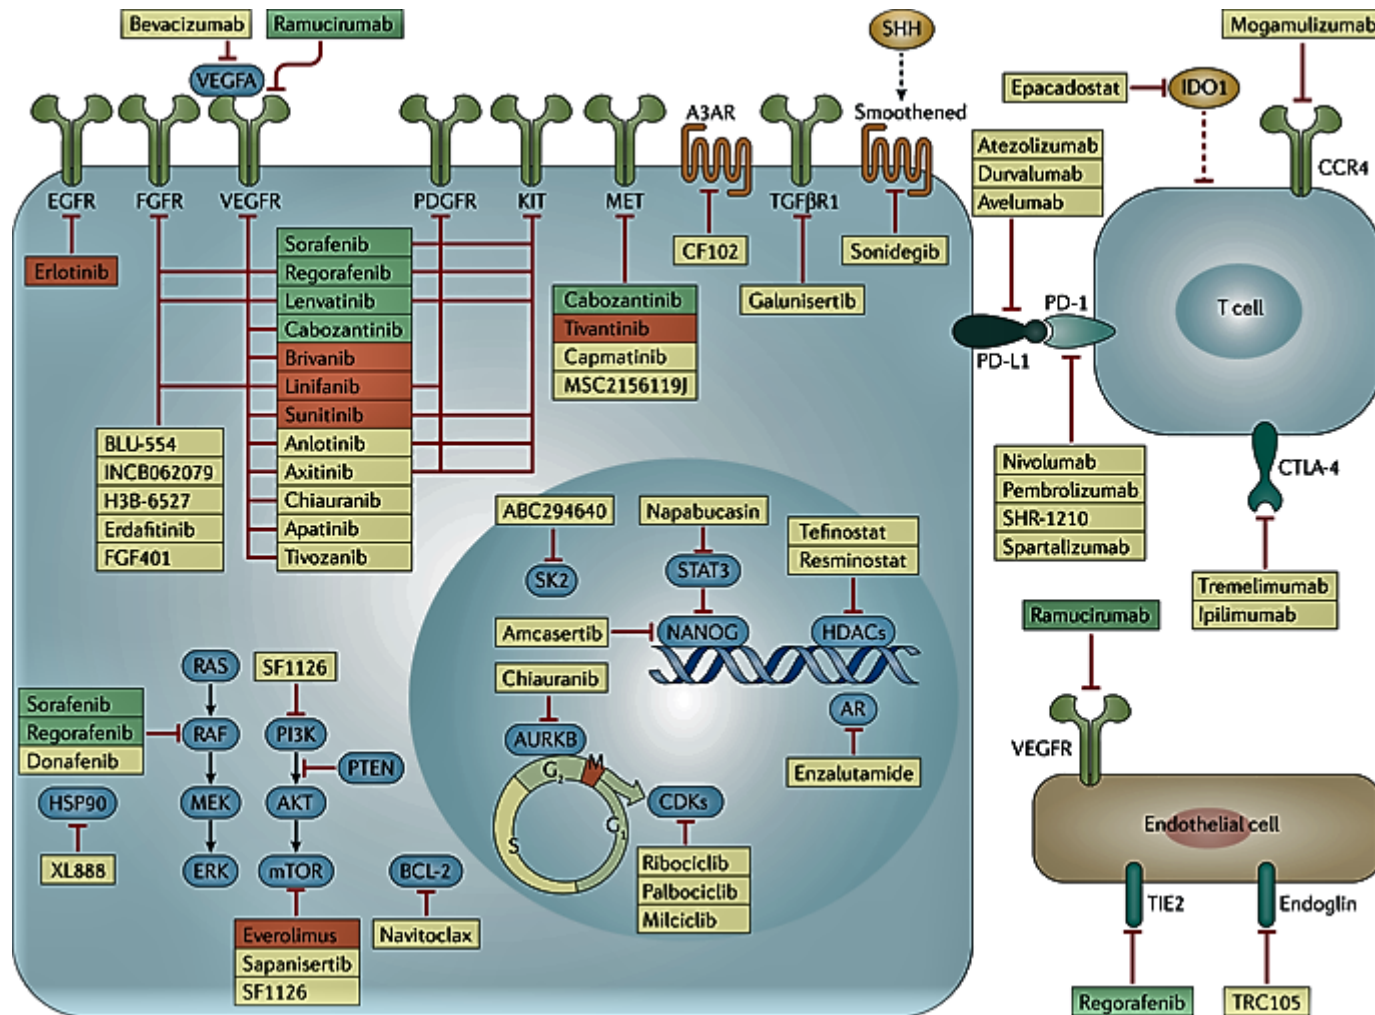 Bevacizumab
Ramucirumab
SHH
Mogamulizumab
VEGFA
Epacadostat
IDO1
A3AR
Smoothened
Atezolizumab
Durvalumab
Avelumab
CCR4
EGFR
FGFR
VEGFR
PDGFR
KIT
MET
TGFβR1
Erlotinib
Sorafenib
Regorafenib
Lenvatinib
Cabozantinib
Brivanib
Linifanib
Sunitinib
Anlotinib
Axitinib
Chiauranib
Apatinib
Tivozanib
CF102
Sonidegib
Cabozantinib
Tivantinib
Capmatinib
MSC2156119J
Galunisertib
PD-1
PD-L1
T cell
BLU-554
INCB062079
H3B-6527
Erdafitinib
FGF401
Nivolumab
Pembrolizumab
SHR-1210
Spartalizumab
CTLA-4
Tremelimumab
Ipilimumab
ABC294640
SK2
Napabucasin
STAT3
Tefinostat
Resminostat
Amcasertib
NANOG
HDACs
Chiauranib
AURKB
AR
Enzalutamide
G2
M
G1
S
CDKs
Ribociclib
Palbociclib
Milciclib
RAS
SF1126
Sorafenib
Regorafenib
Donafenib
RAF
PI3K
PTEN
HSP90
MEK
AKT
XL888
ERK
mTOR
BCL-2
Everolimus
Sapanisertib
SF1126
Navitoclax
Ramucirumab
VEGFR
Endothelial cell
TIE2
Endoglin
Regorafenib
TRC105